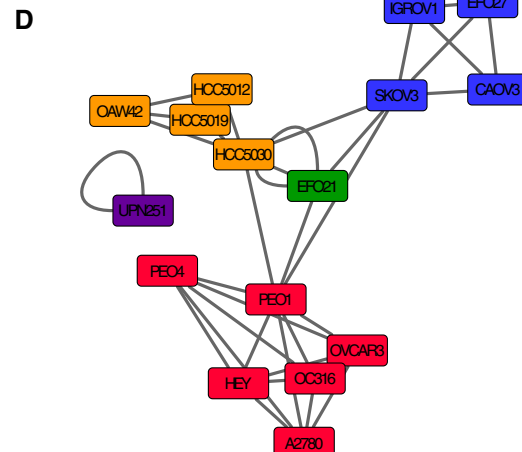 D
IGROV1
EFO27
SKOV3
CAOV3
HCC5012
OAW42
HCC5019
HCC5030
EFO21
UPN251
PEO4
PEO1
OVCAR3
OC316
HEY
A2780